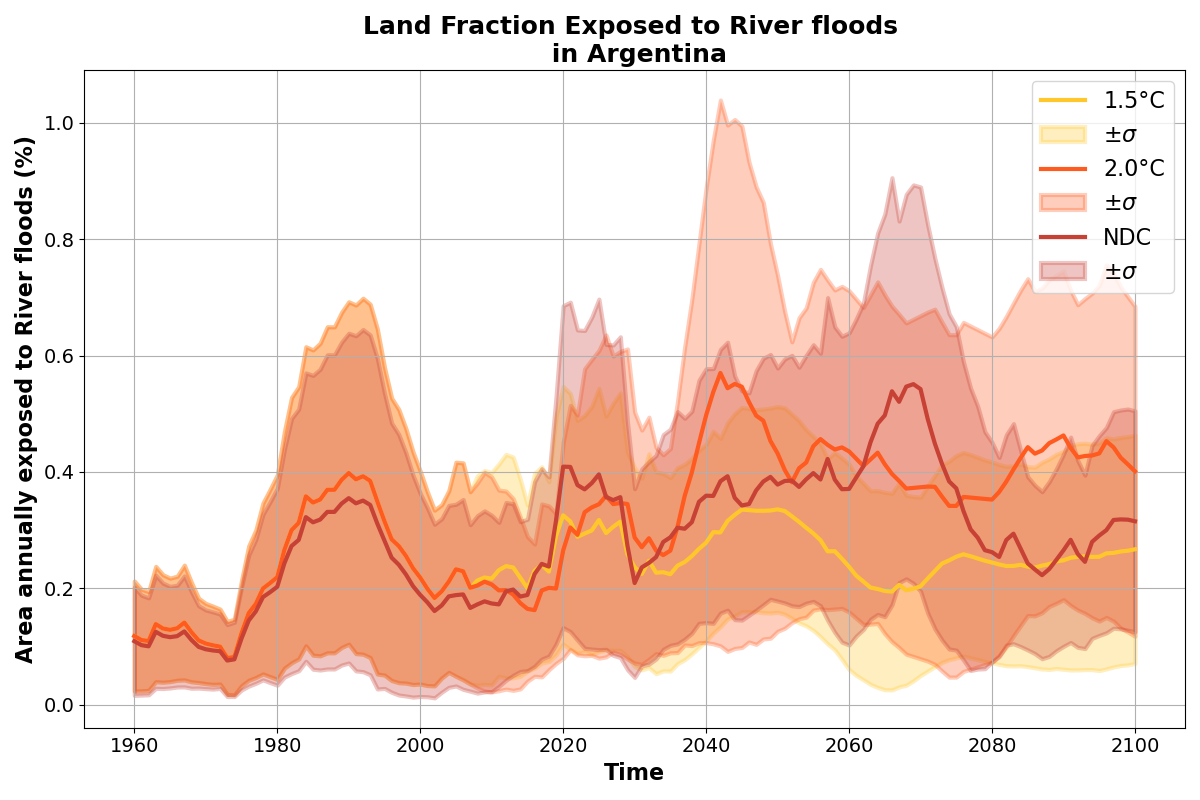 Land Fraction Exposed to River floods
in Argentina
Area annually exposed to River floods (%)
1.0
0.8
0.6
0.4
0.2
0.0
1960 1980 2000 2020 2040 2060 2080 2100
Time
1.5°C
±σ
2.0°C
±σ
NDC
±σ